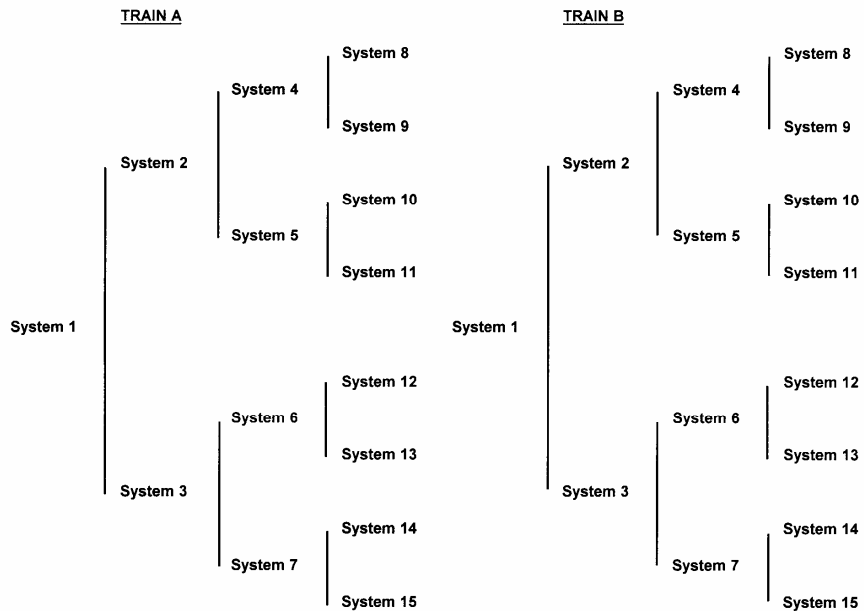 TRAIN A
System 8
System 4
System 9
System 2
System 10
System 5
System 11
System 1
System 12
System 6
System 13
System 3
System 14
System 7
System 15
TRAIN B
System 8
System 4
System 9
System 2
System 10
System 5
System 11
System 1
System 12
System 6
System 13
System 3
System 14
System 7
System 15